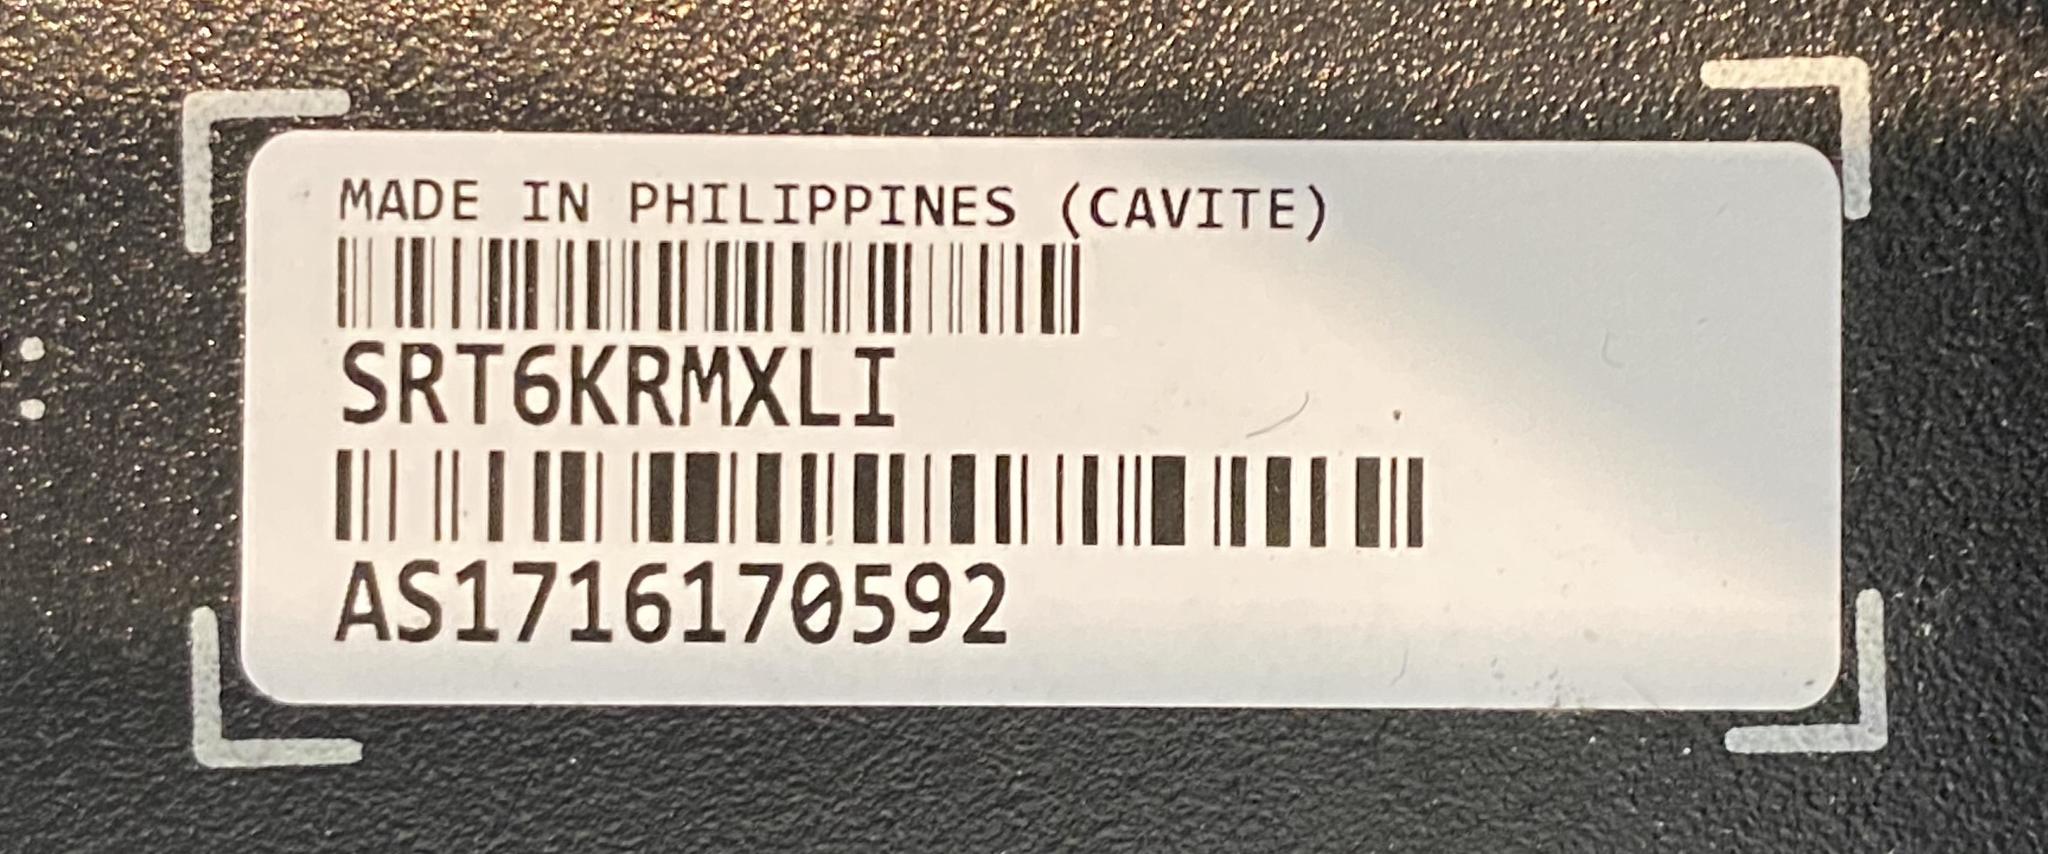 MADE IN PHILIPPINES (CAVITE)
SRT6KRMXLI
AS1716170592